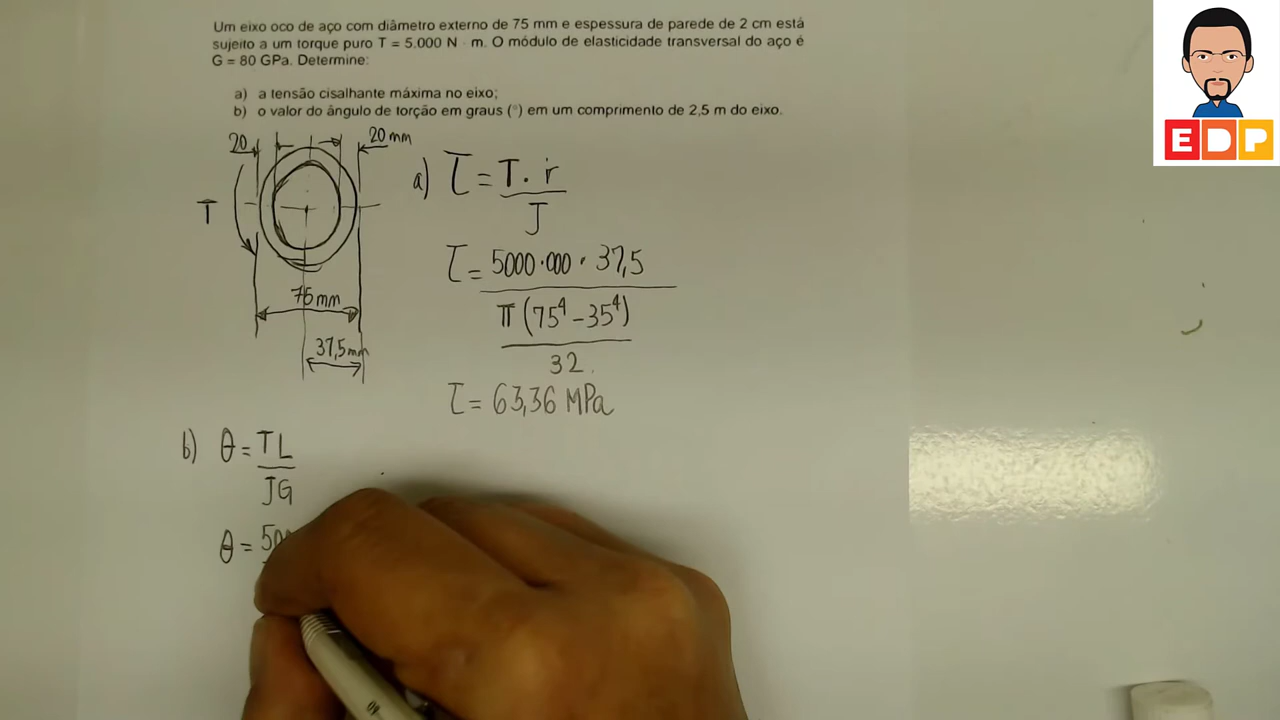 Um eixo oco de aço com diâmetro externo de 75 mm e espessura de parede de 2 cm está
sujeito a um torque puro T = 5.000 N · m. O módulo de elasticidade transversal do aço é
G = 80 GPa. Determine:
a) a tensão cisalhante máxima no eixo;
b) o valor do ângulo de torção em graus (°) em um comprimento de 2,5 m do eixo.
20
20 mm
T
75 mm
37,5 mm
a) τ = T · r
J
τ = 5000·000 · 37,5
π (75⁴ – 35⁴)
32
τ = 63,36 MPa
b) θ = TL
JG
θ =
EDP